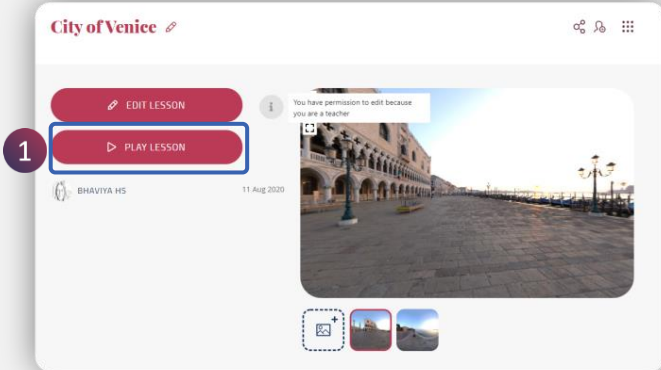 City of Venice
EDIT LESSON
i
You have permission to edit because
you are a teacher
1
PLAY LESSON
BHAVIYA HS
11 Aug 2020